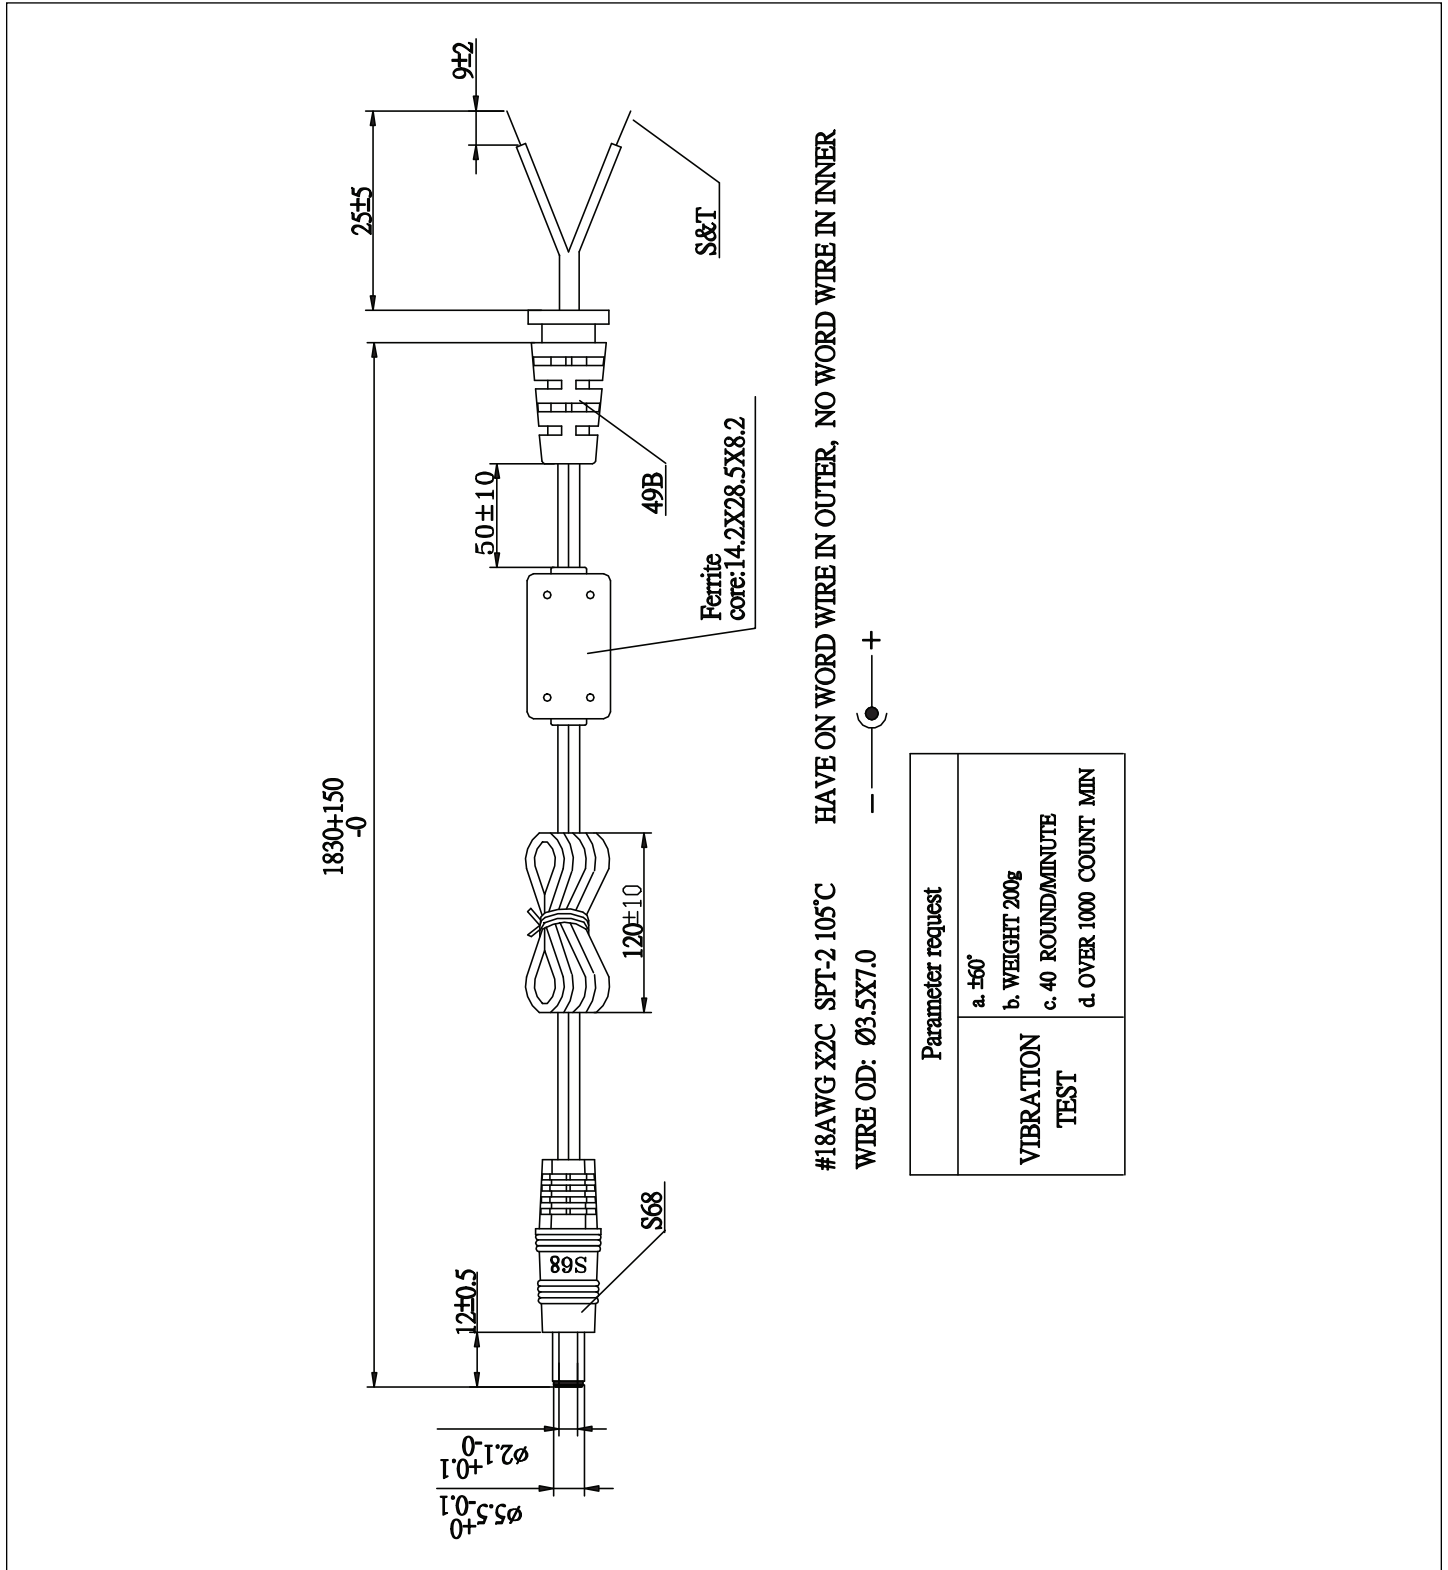 1830+150
-0
25±5
9±2
50±10
120±10
12±0.5
ø2.1+0.1
-0
ø5.5+0
-0.1
S&T
49B
Ferrite
core:14.2X28.5X8.2
S68
S68
#18AWG X2C SPT-2 105°C HAVE ON WORD WIRE IN OUTER, NO WORD WIRE IN INNER
WIRE OD: Ø3.5X7.0
- +
Parameter request
VIBRATION
TEST
a. ±60°
b. WEIGHT 200g
c. 40 ROUND/MINUTE
d. OVER 1000 COUNT MIN